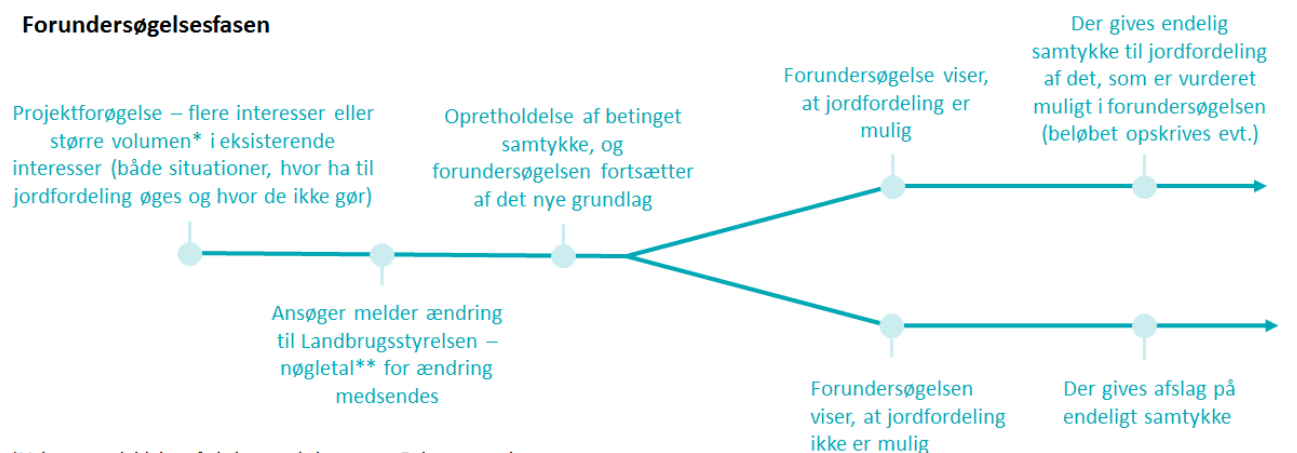 Forundersøgelsesfasen
Projektforøgelse – flere interesser eller
større volumen* i eksisterende
interesser (både situationer, hvor ha til
jordfordeling øges og hvor de ikke gør)
Ansøger melder ændring
til Landbrugsstyrelsen –
nøgletal** for ændring
medsendes
Opretholdelse af betinget
samtykke, og
forundersøgelsen fortsætter
af det nye grundlag
Forundersøgelse viser,
at jordfordeling er
mulig
Der gives endelig
samtykke til jordfordeling
af det, som er vurderet
muligt i forundersøgelsen
(beløbet opskrives evt.)
Forundersøgelsen
viser, at jordfordeling
ikke er mulig
Der gives afslag på
endeligt samtykke